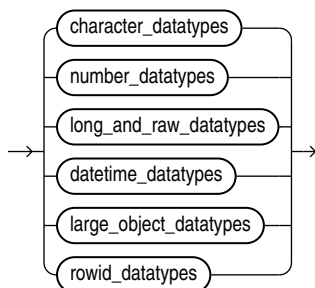 character_datatypes
number_datatypes
long_and_raw_datatypes
datetime_datatypes
large_object_datatypes
rowid_datatypes